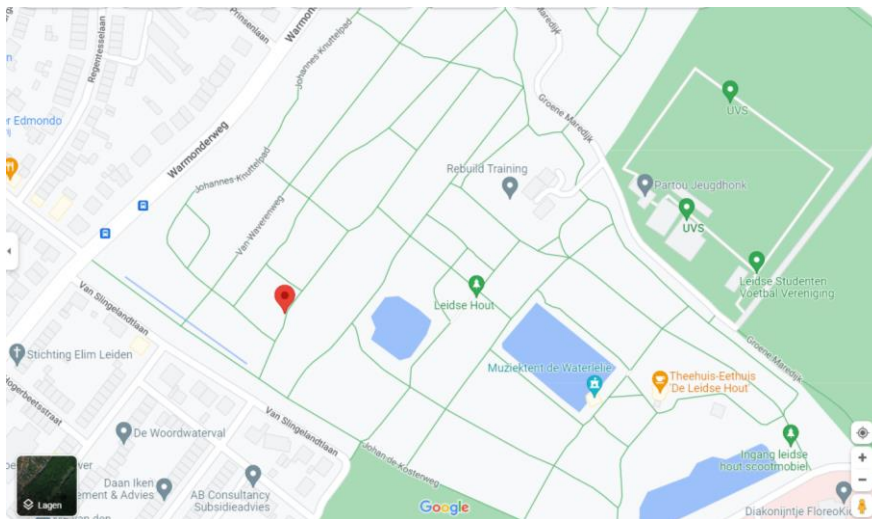 Prinsenlaan
Warmonde
Regentesselaan
Johannes-Knuttelpad
Groene Maredijk
UVS
er Edmondo
Warmonderweg
Rebuild Training
Johannes-Knuttelpad
Partou Jeugdhonk
Van-Waverenweg
UVS
Leidse Hout
Leidse Studenten
Voetbal Vereniging
Van Slingelandtlaan
Stichting Elim Leiden
Muziektent de Waterlelie
Theehuis-Eethuis
De Leidse Hout
Groene Maredijk
Hogerbeetsstraat
Van Slingelandtlaan
De Woordwaterval
Johan de Kosterweg
Ingang leidse
hout scootmobiel
Daan Iken
ement & Advies
AB Consultancy
Subsidieadvies
Lagen
Google
Diakonijntje FloreoKi